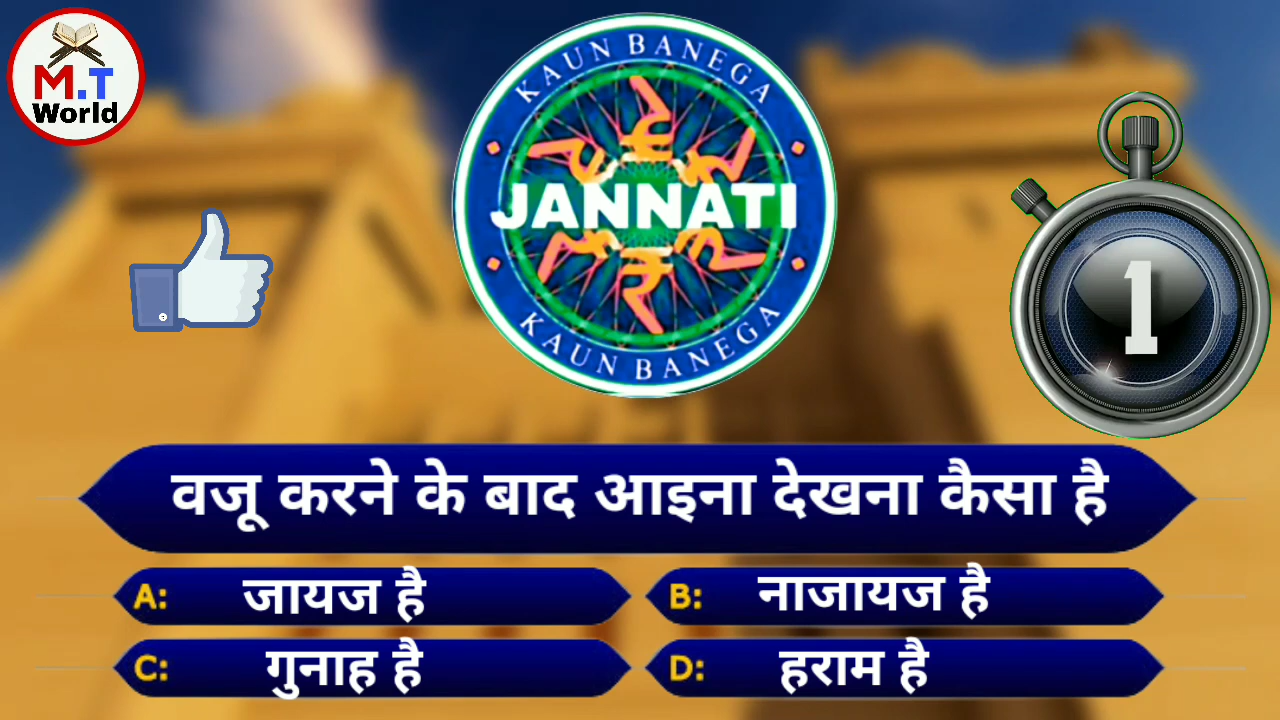 M.T
World
KAUN BANEGA
JANNATI
KAUN BANEGA
1
वजू करने के बाद आइना देखना कैसा है
A: जायज है
B: नाजायज है
C: गुनाह है
D: हराम है